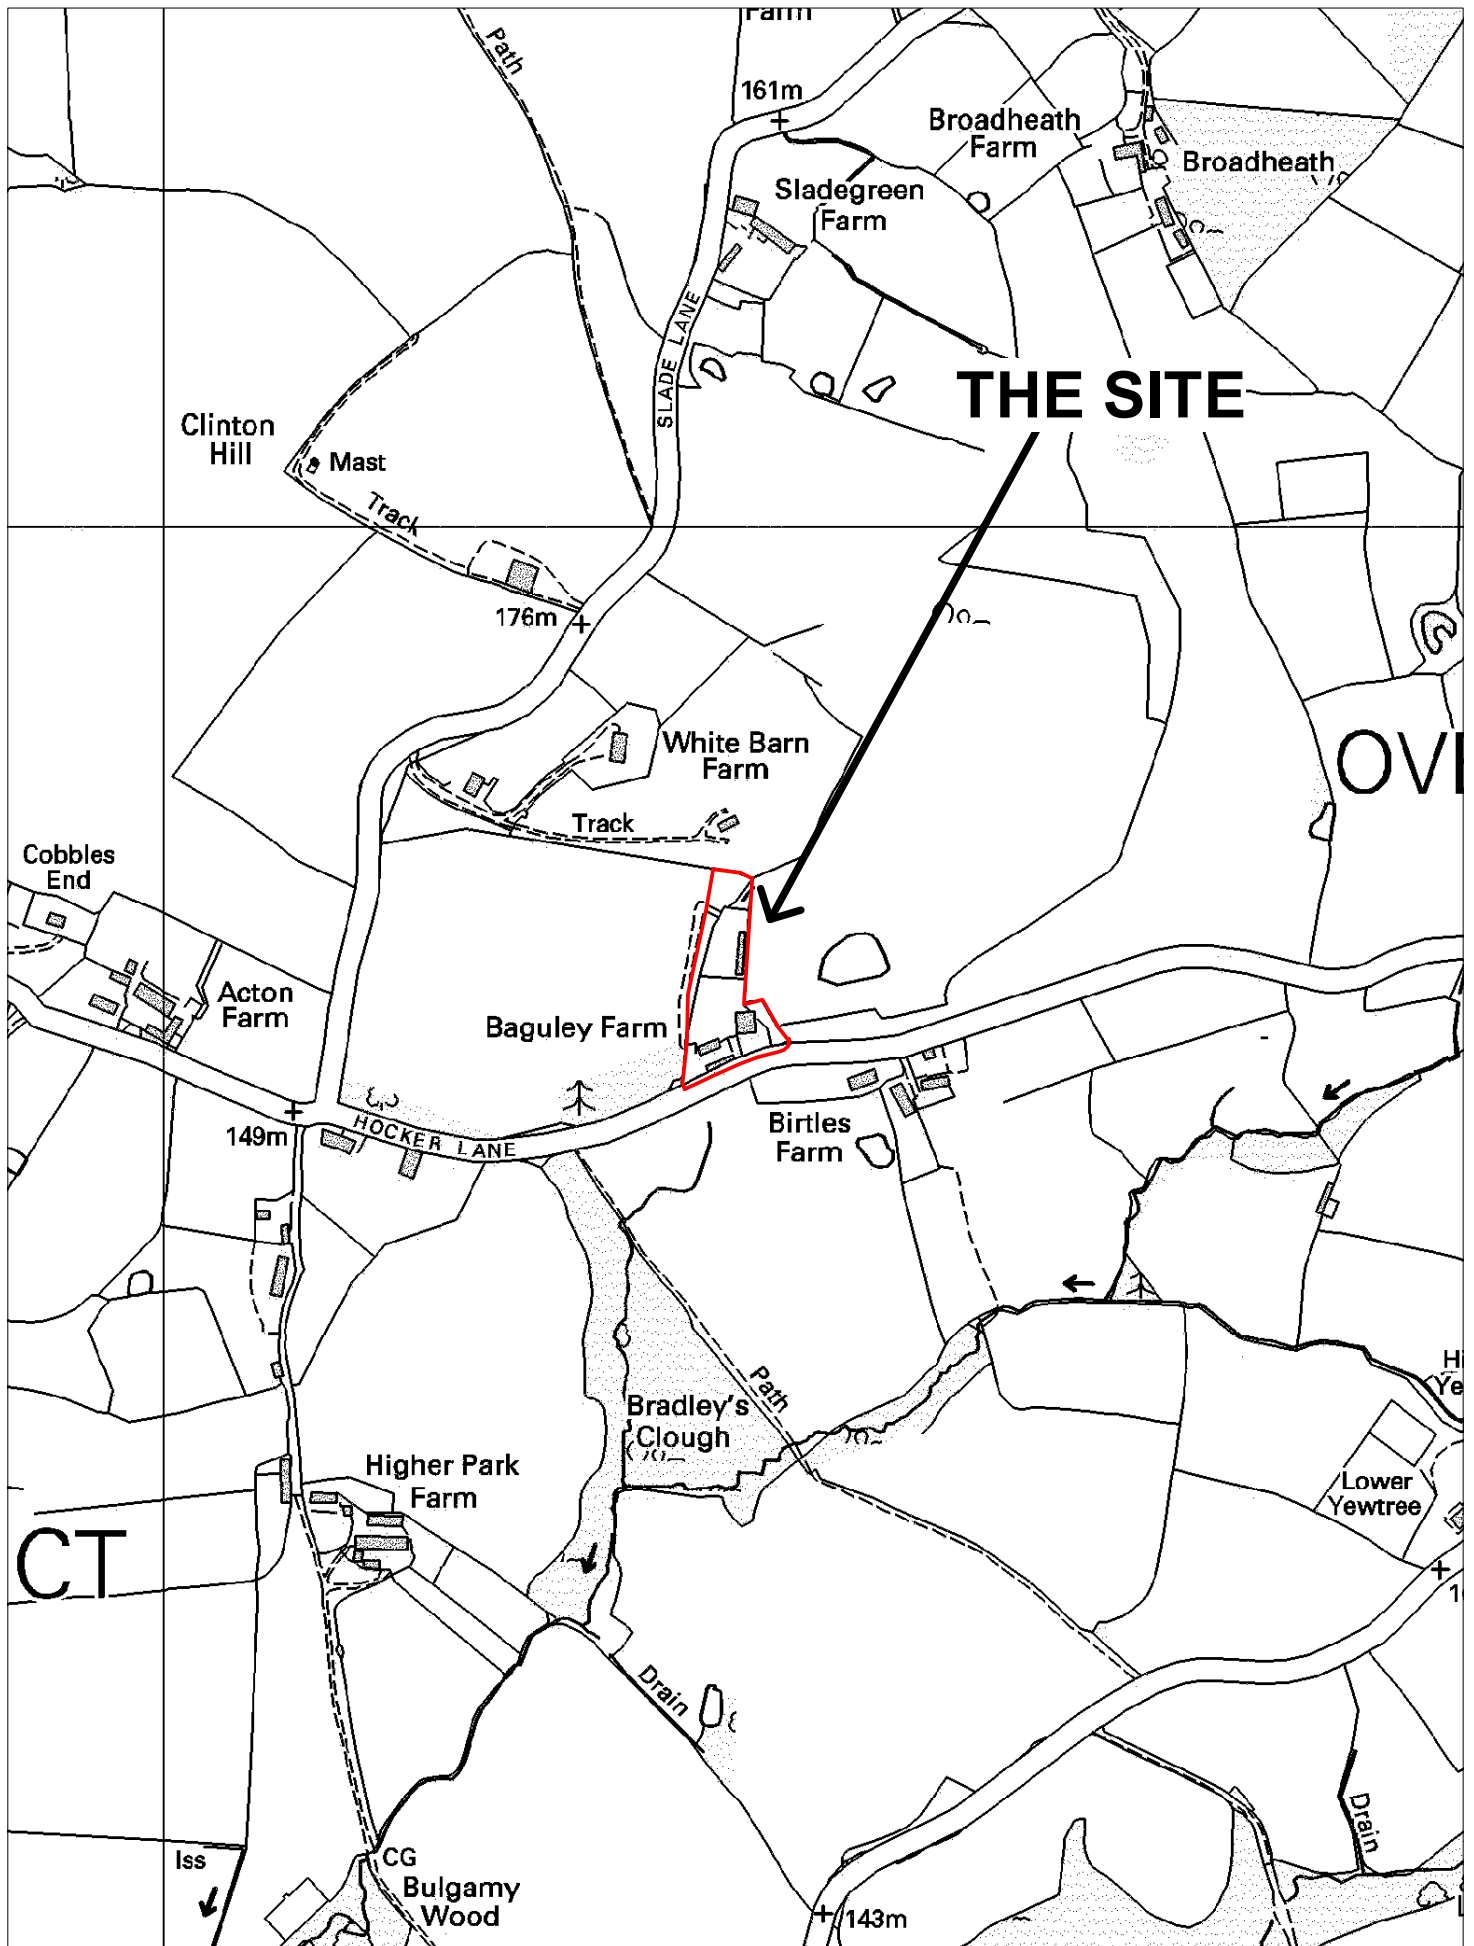 Farm
Path
161m
Broadheath
Farm
Broadheath
Sladegreen
Farm
SLADE LANE
THE SITE
Clinton
Hill
Mast
Track
176m
White Barn
Farm
OVE
Track
Cobbles
End
Acton
Farm
Baguley Farm
149m
HOCKER LANE
Birtles
Farm
Path
Bradley's
Clough
Higher Park
Farm
Lower
Yewtree
CT
Drain
Drain
Iss
CG
Bulgamy
Wood
143m